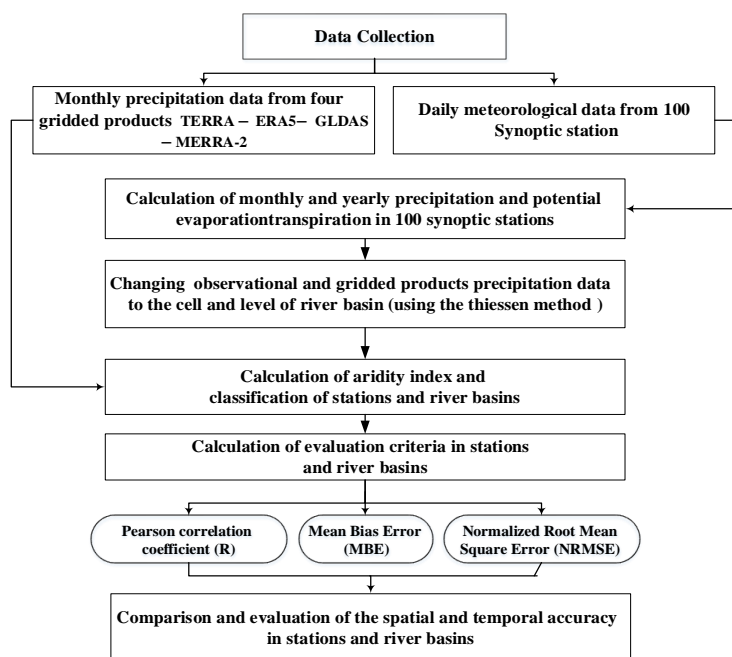 Data Collection
Monthly precipitation data from four
gridded products TERRA – ERA5– GLDAS
– MERRA-2
Daily meteorological data from 100
Synoptic station
Calculation of monthly and yearly precipitation and potential
evaporationtranspiration in 100 synoptic stations
Changing observational and gridded products precipitation data
to the cell and level of river basin (using the thiessen method )
Calculation of aridity index and
classification of stations and river basins
Calculation of evaluation criteria in stations
and river basins
Pearson correlation
coefficient (R)
Mean Bias Error
(MBE)
Normalized Root Mean
Square Error (NRMSE)
Comparison and evaluation of the spatial and temporal accuracy
in stations and river basins